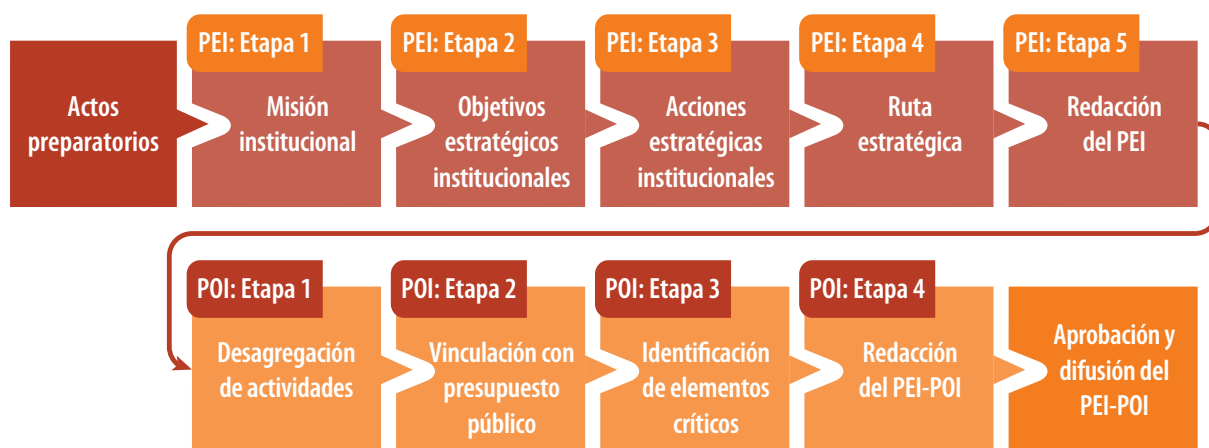 Actos
preparatorios
PEI: Etapa 1
Misión
institucional
PEI: Etapa 2
Objetivos
estratégicos
institucionales
PEI: Etapa 3
Acciones
estratégicas
institucionales
PEI: Etapa 4
Ruta
estratégica
PEI: Etapa 5
Redacción
del PEI
POI: Etapa 1
Desagregación
de actividades
POI: Etapa 2
Vinculación con
presupuesto
público
POI: Etapa 3
Identificación
de elementos
críticos
POI: Etapa 4
Redacción
del PEI-POI
Aprobación y
difusión del
PEI-POI